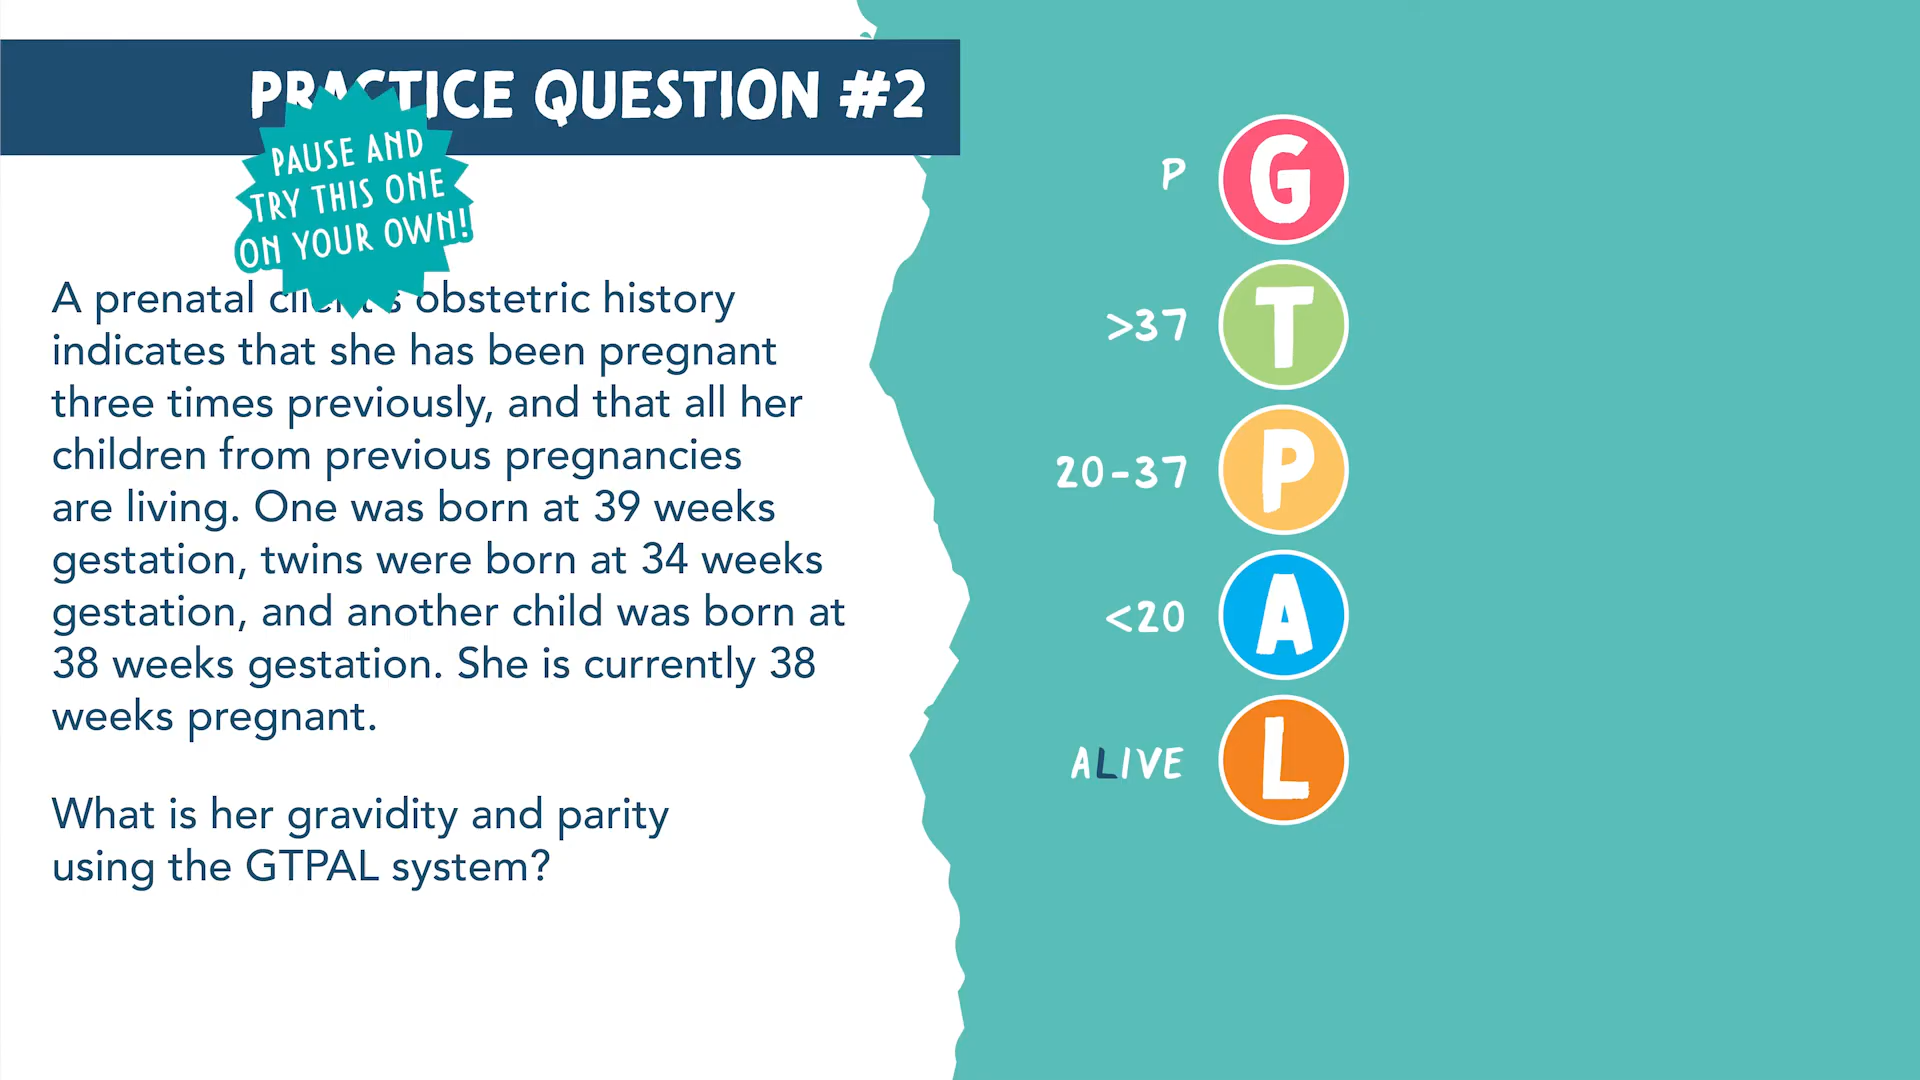 PRACTICE QUESTION #2
PAUSE AND
TRY THIS ONE
ON YOUR OWN!
A prenatal client's obstetric history
indicates that she has been pregnant
three times previously, and that all her
children from previous pregnancies
are living. One was born at 39 weeks
gestation, twins were born at 34 weeks
gestation, and another child was born at
38 weeks gestation. She is currently 38
weeks pregnant.
What is her gravidity and parity
using the GTPAL system?
P G
>37 T
20-37 P
<20 A
ALIVE L